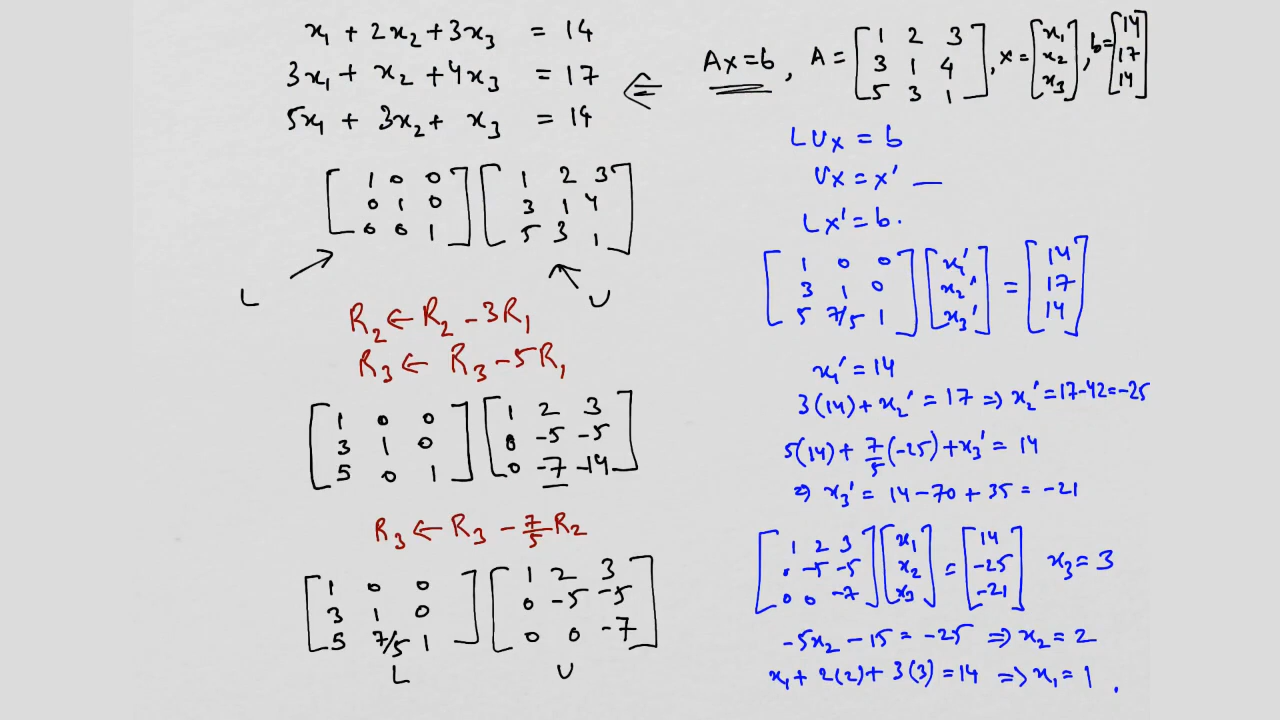 x₁ + 2x₂ + 3x₃ = 14
3x₁ + x₂ + 4x₃ = 17
5x₁ + 3x₂ + x₃ = 14
[1 0 0; 0 1 0; 0 0 1] [1 2 3; 3 1 4; 5 3 1]
L U
R₂ ← R₂ - 3R₁
R₃ ← R₃ - 5R₁
[1 0 0; 3 1 0; 5 0 1] [1 2 3; 0 -5 -5; 0 -7 -14]
R₃ ← R₃ - 7/5 R₂
[1 0 0; 3 1 0; 5 7/5 1] [1 2 3; 0 -5 -5; 0 0 -7]
L U
⇐ Ax = b, A = [1 2 3; 3 1 4; 5 3 1], x = [x₁; x₂; x₃], b = [14; 17; 14]
LUx = b
Ux = x' —
Lx' = b.
[1 0 0; 3 1 0; 5 7/5 1] [x₁'; x₂'; x₃'] = [14; 17; 14]
x₁' = 14
3(14) + x₂' = 17 ⇒ x₂' = 17-42 = -25
5(14) + 7/5(-25) + x₃' = 14
⇒ x₃' = 14 - 70 + 35 = -21
[1 2 3; 0 -5 -5; 0 0 -7] [x₁; x₂; x₃] = [14; -25; -21] x₃ = 3
-5x₂ - 15 = -25 ⇒ x₂ = 2
x₁ + 2(2) + 3(3) = 14 ⇒ x₁ = 1.